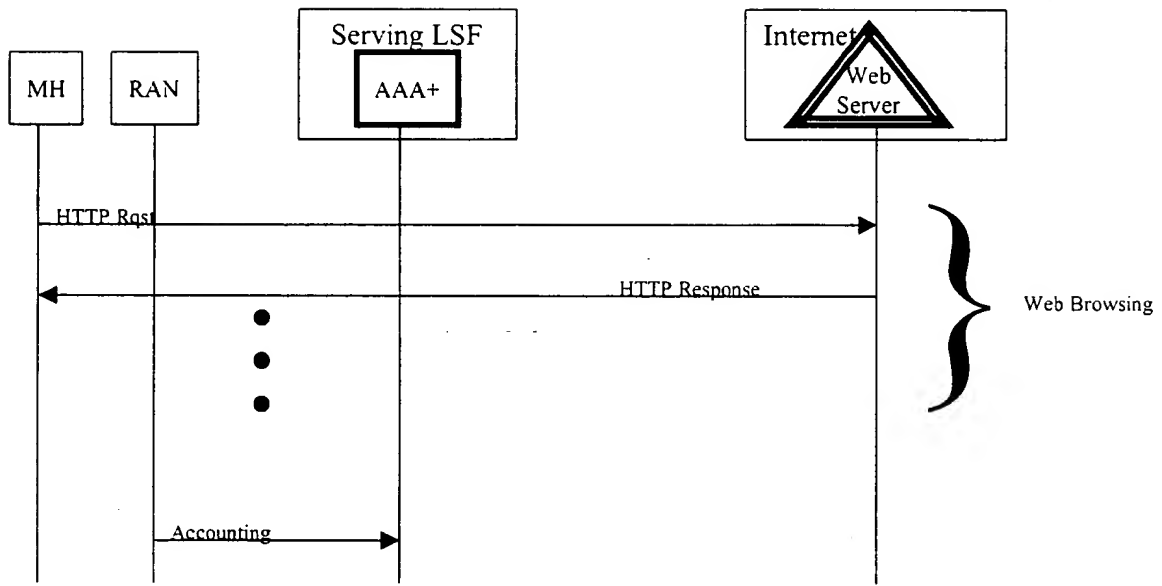 Serving LSF
Internet
MH
RAN
AAA+
Web
Server
HTTP Rqst
HTTP Response
Web Browsing
Accounting